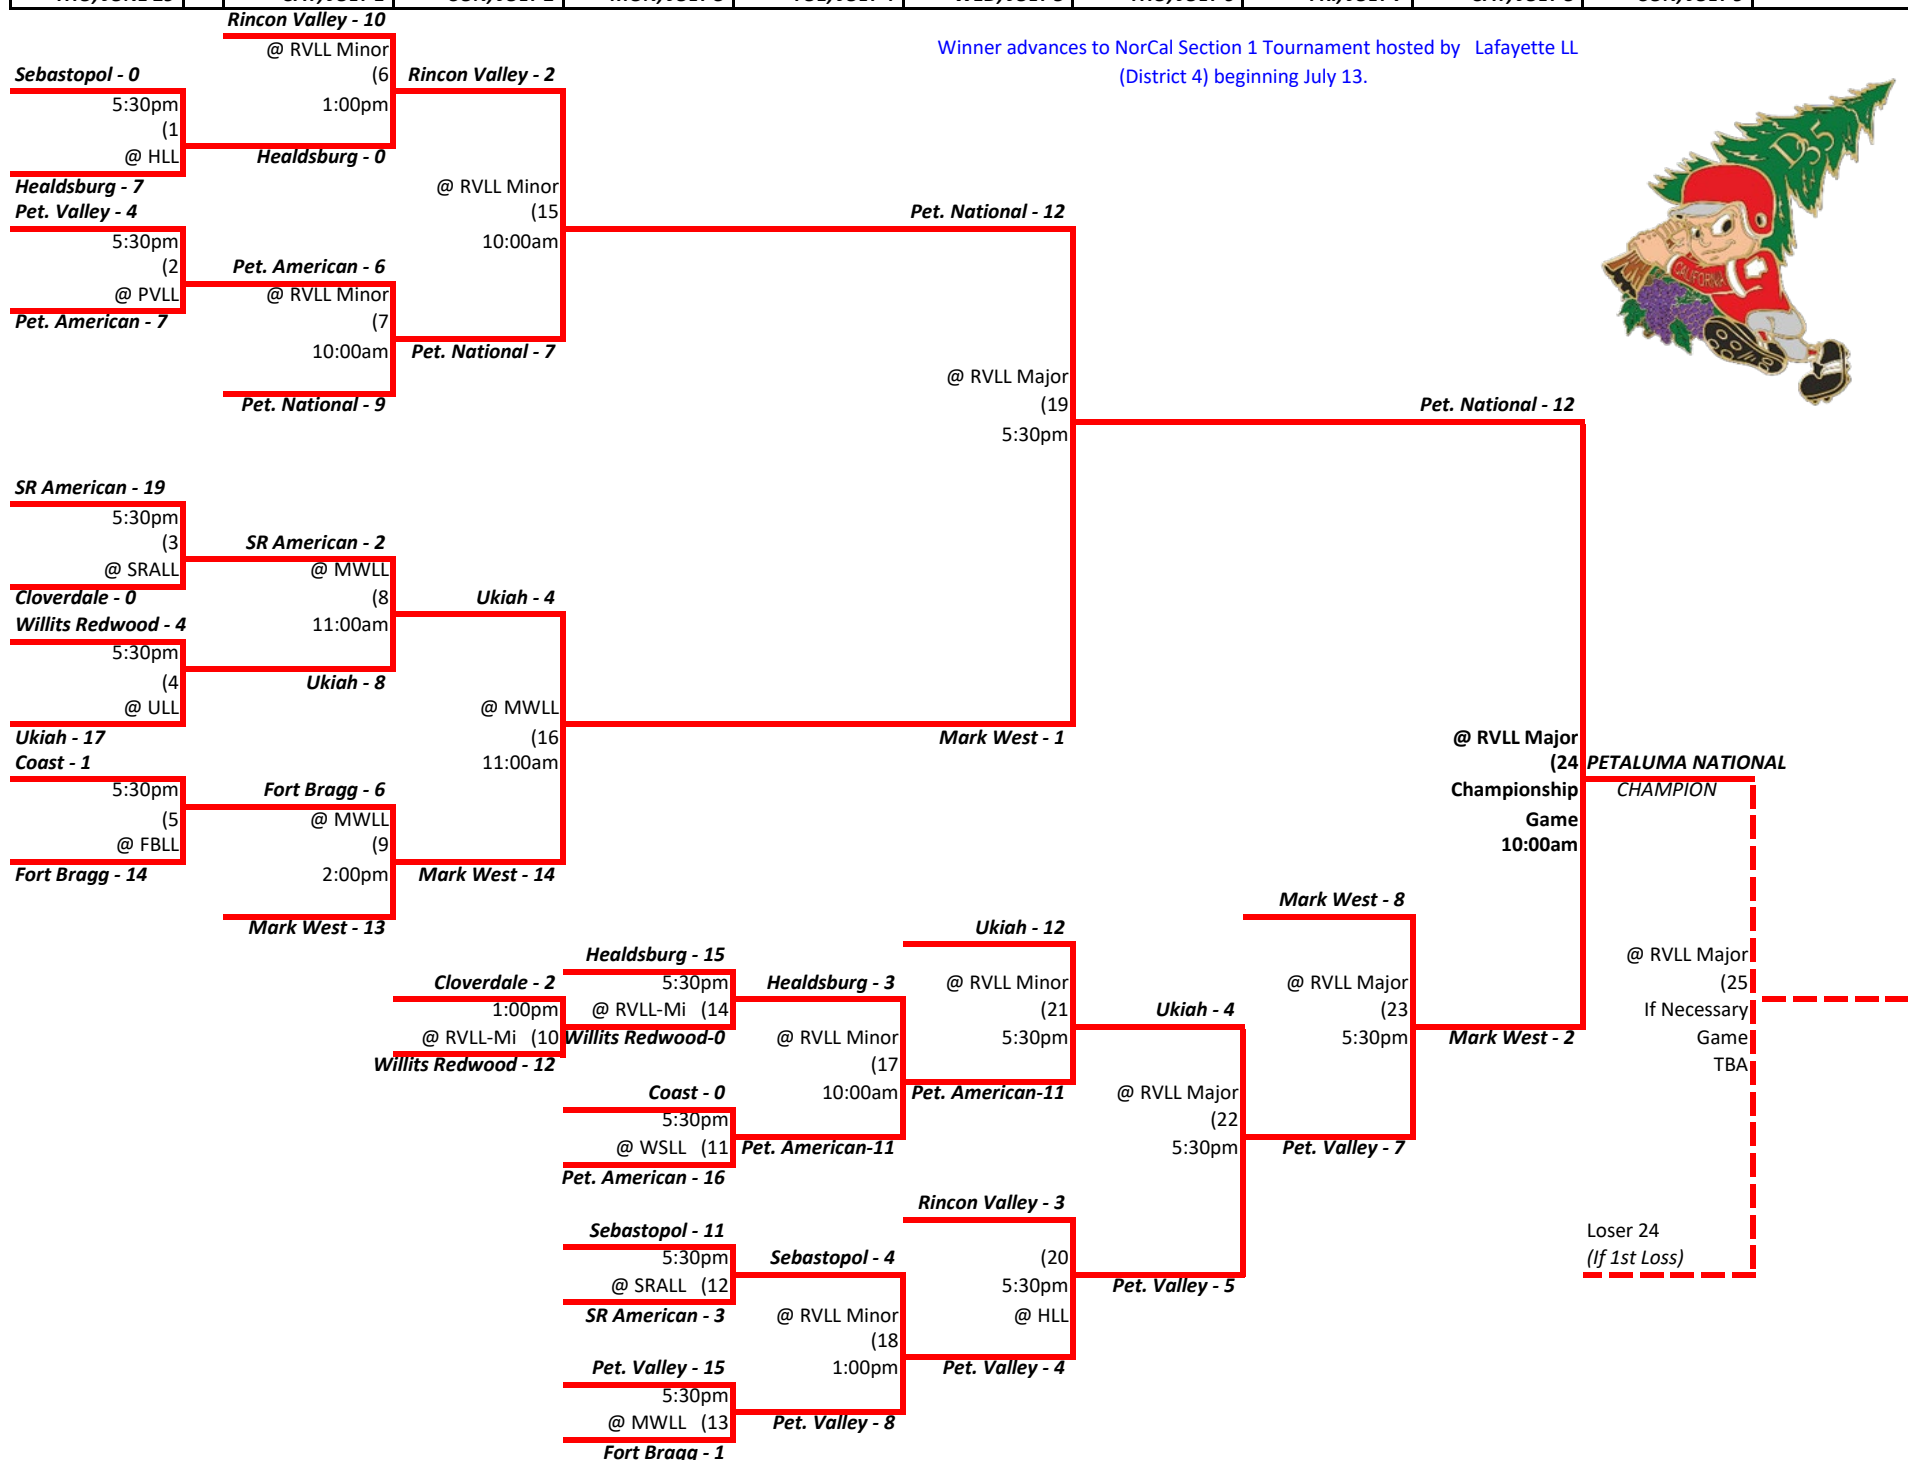 Rincon Valley - 10
@ RVLL Minor
(6
1:00pm
Healdsburg - 0
Sebastopol - 0
5:30pm
(1
@ HLL
Healdsburg - 7
Pet. Valley - 4
5:30pm
(2
@ PVLL
Pet. American - 7
Pet. American - 6
@ RVLL Minor
(7
10:00am
Pet. National - 9
Rincon Valley - 2
@ RVLL Minor
(15
10:00am
Pet. National - 7
Winner advances to NorCal Section 1 Tournament hosted by Lafayette LL
(District 4) beginning July 13.
D35
CALIFORNIA
Pet. National - 12
@ RVLL Major
(19
5:30pm
Mark West - 1
SR American - 19
5:30pm
(3
@ SRALL
Cloverdale - 0
Willits Redwood - 4
5:30pm
(4
@ ULL
Ukiah - 17
Coast - 1
5:30pm
(5
@ FBLL
Fort Bragg - 14
SR American - 2
@ MWLL
(8
11:00am
Ukiah - 8
Fort Bragg - 6
@ MWLL
(9
2:00pm
Mark West - 13
Ukiah - 4
@ MWLL
(16
11:00am
Mark West - 14
Pet. National - 12
@ RVLL Major
(24
Championship
Game
10:00am
Mark West - 2
PETALUMA NATIONAL
CHAMPION
Cloverdale - 2
1:00pm
@ RVLL-Mi (10
Willits Redwood - 12
Healdsburg - 15
5:30pm
@ RVLL-Mi (14
Willits Redwood-0
Coast - 0
5:30pm
@ WSLL (11
Pet. American - 16
Sebastopol - 11
5:30pm
@ SRALL (12
SR American - 3
Pet. Valley - 15
5:30pm
@ MWLL (13
Fort Bragg - 1
Healdsburg - 3
@ RVLL Minor
(17
10:00am
Pet. American-11
Sebastopol - 4
@ RVLL Minor
(18
1:00pm
Pet. Valley - 8
Ukiah - 12
@ RVLL Minor
(21
5:30pm
Pet. American-11
Rincon Valley - 3
(20
5:30pm
@ HLL
Pet. Valley - 4
Ukiah - 4
@ RVLL Major
(22
5:30pm
Pet. Valley - 5
Mark West - 8
@ RVLL Major
(23
5:30pm
Pet. Valley - 7
@ RVLL Major
(25
If Necessary
Game
TBA
Loser 24
(If 1st Loss)